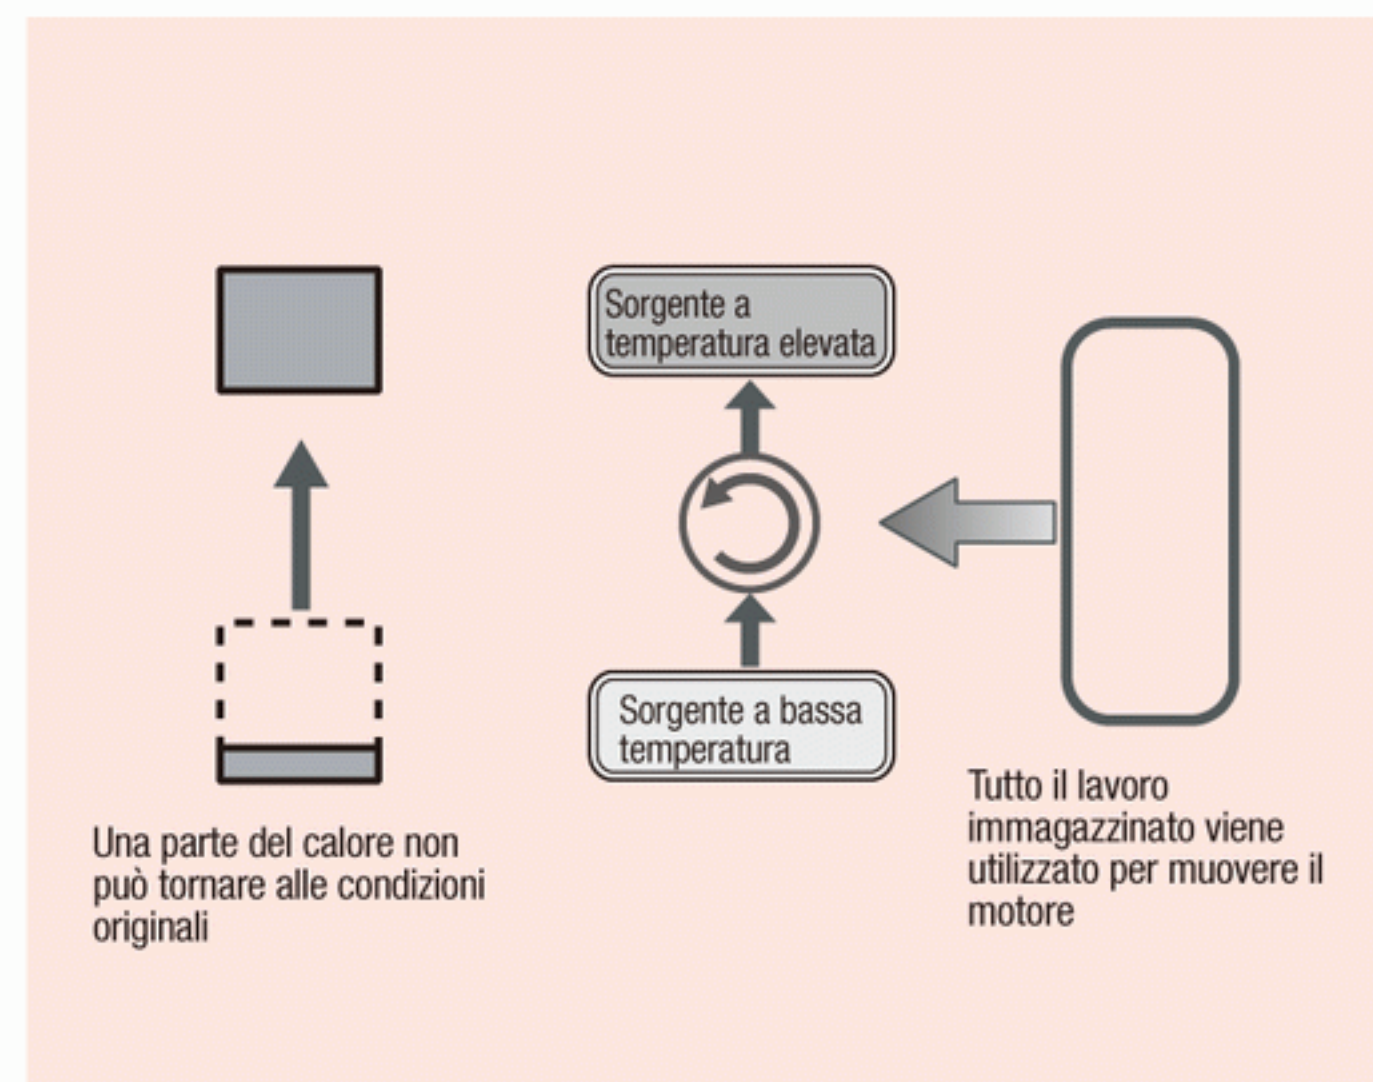 Sorgente a
temperatura elevata
Sorgente a bassa
temperatura
Una parte del calore non
può tornare alle condizioni
originali
Tutto il lavoro
immagazzinato viene
utilizzato per muovere il
motore